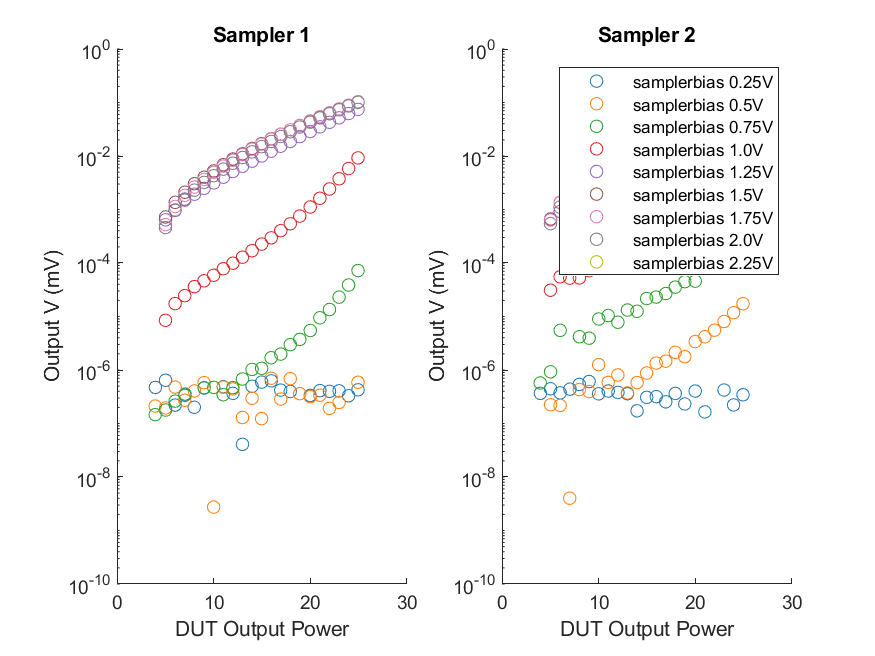 Sampler 1
10^0
10^-2
10^-4
10^-6
10^-8
10^-10
Output V (mV)
0
10
20
30
DUT Output Power
Sampler 2
10^0
10^-2
10^-4
10^-6
10^-8
10^-10
Output V (mV)
samplerbias 0.25V
samplerbias 0.5V
samplerbias 0.75V
samplerbias 1.0V
samplerbias 1.25V
samplerbias 1.5V
samplerbias 1.75V
samplerbias 2.0V
samplerbias 2.25V
0
10
20
30
DUT Output Power